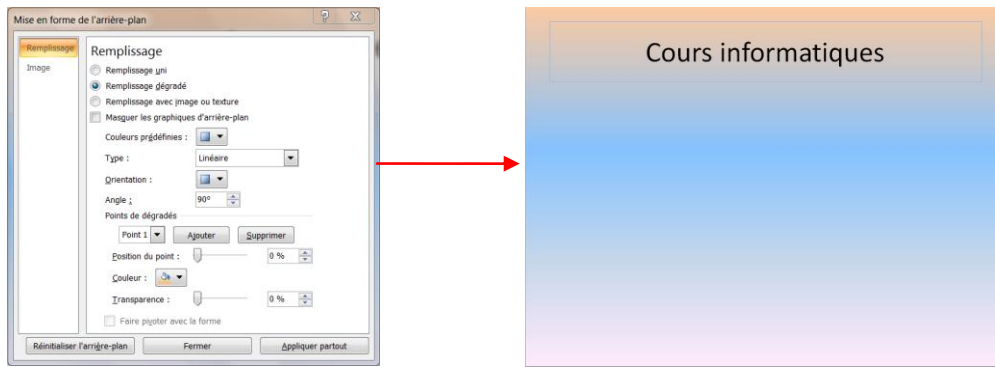 Mise en forme de l'arrière-plan
Remplissage
Image
Remplissage
Remplissage uni
Remplissage dégradé
Remplissage avec image ou texture
Masquer les graphiques d'arrière-plan
Couleurs prédéfinies :
Type : Linéaire
Orientation :
Angle : 90°
Points de dégradés
Point 1 Ajouter Supprimer
Position du point : 0 %
Couleur :
Transparence : 0 %
Faire pivoter avec la forme
Réinitialiser l'arrière-plan Fermer Appliquer partout
Cours informatiques